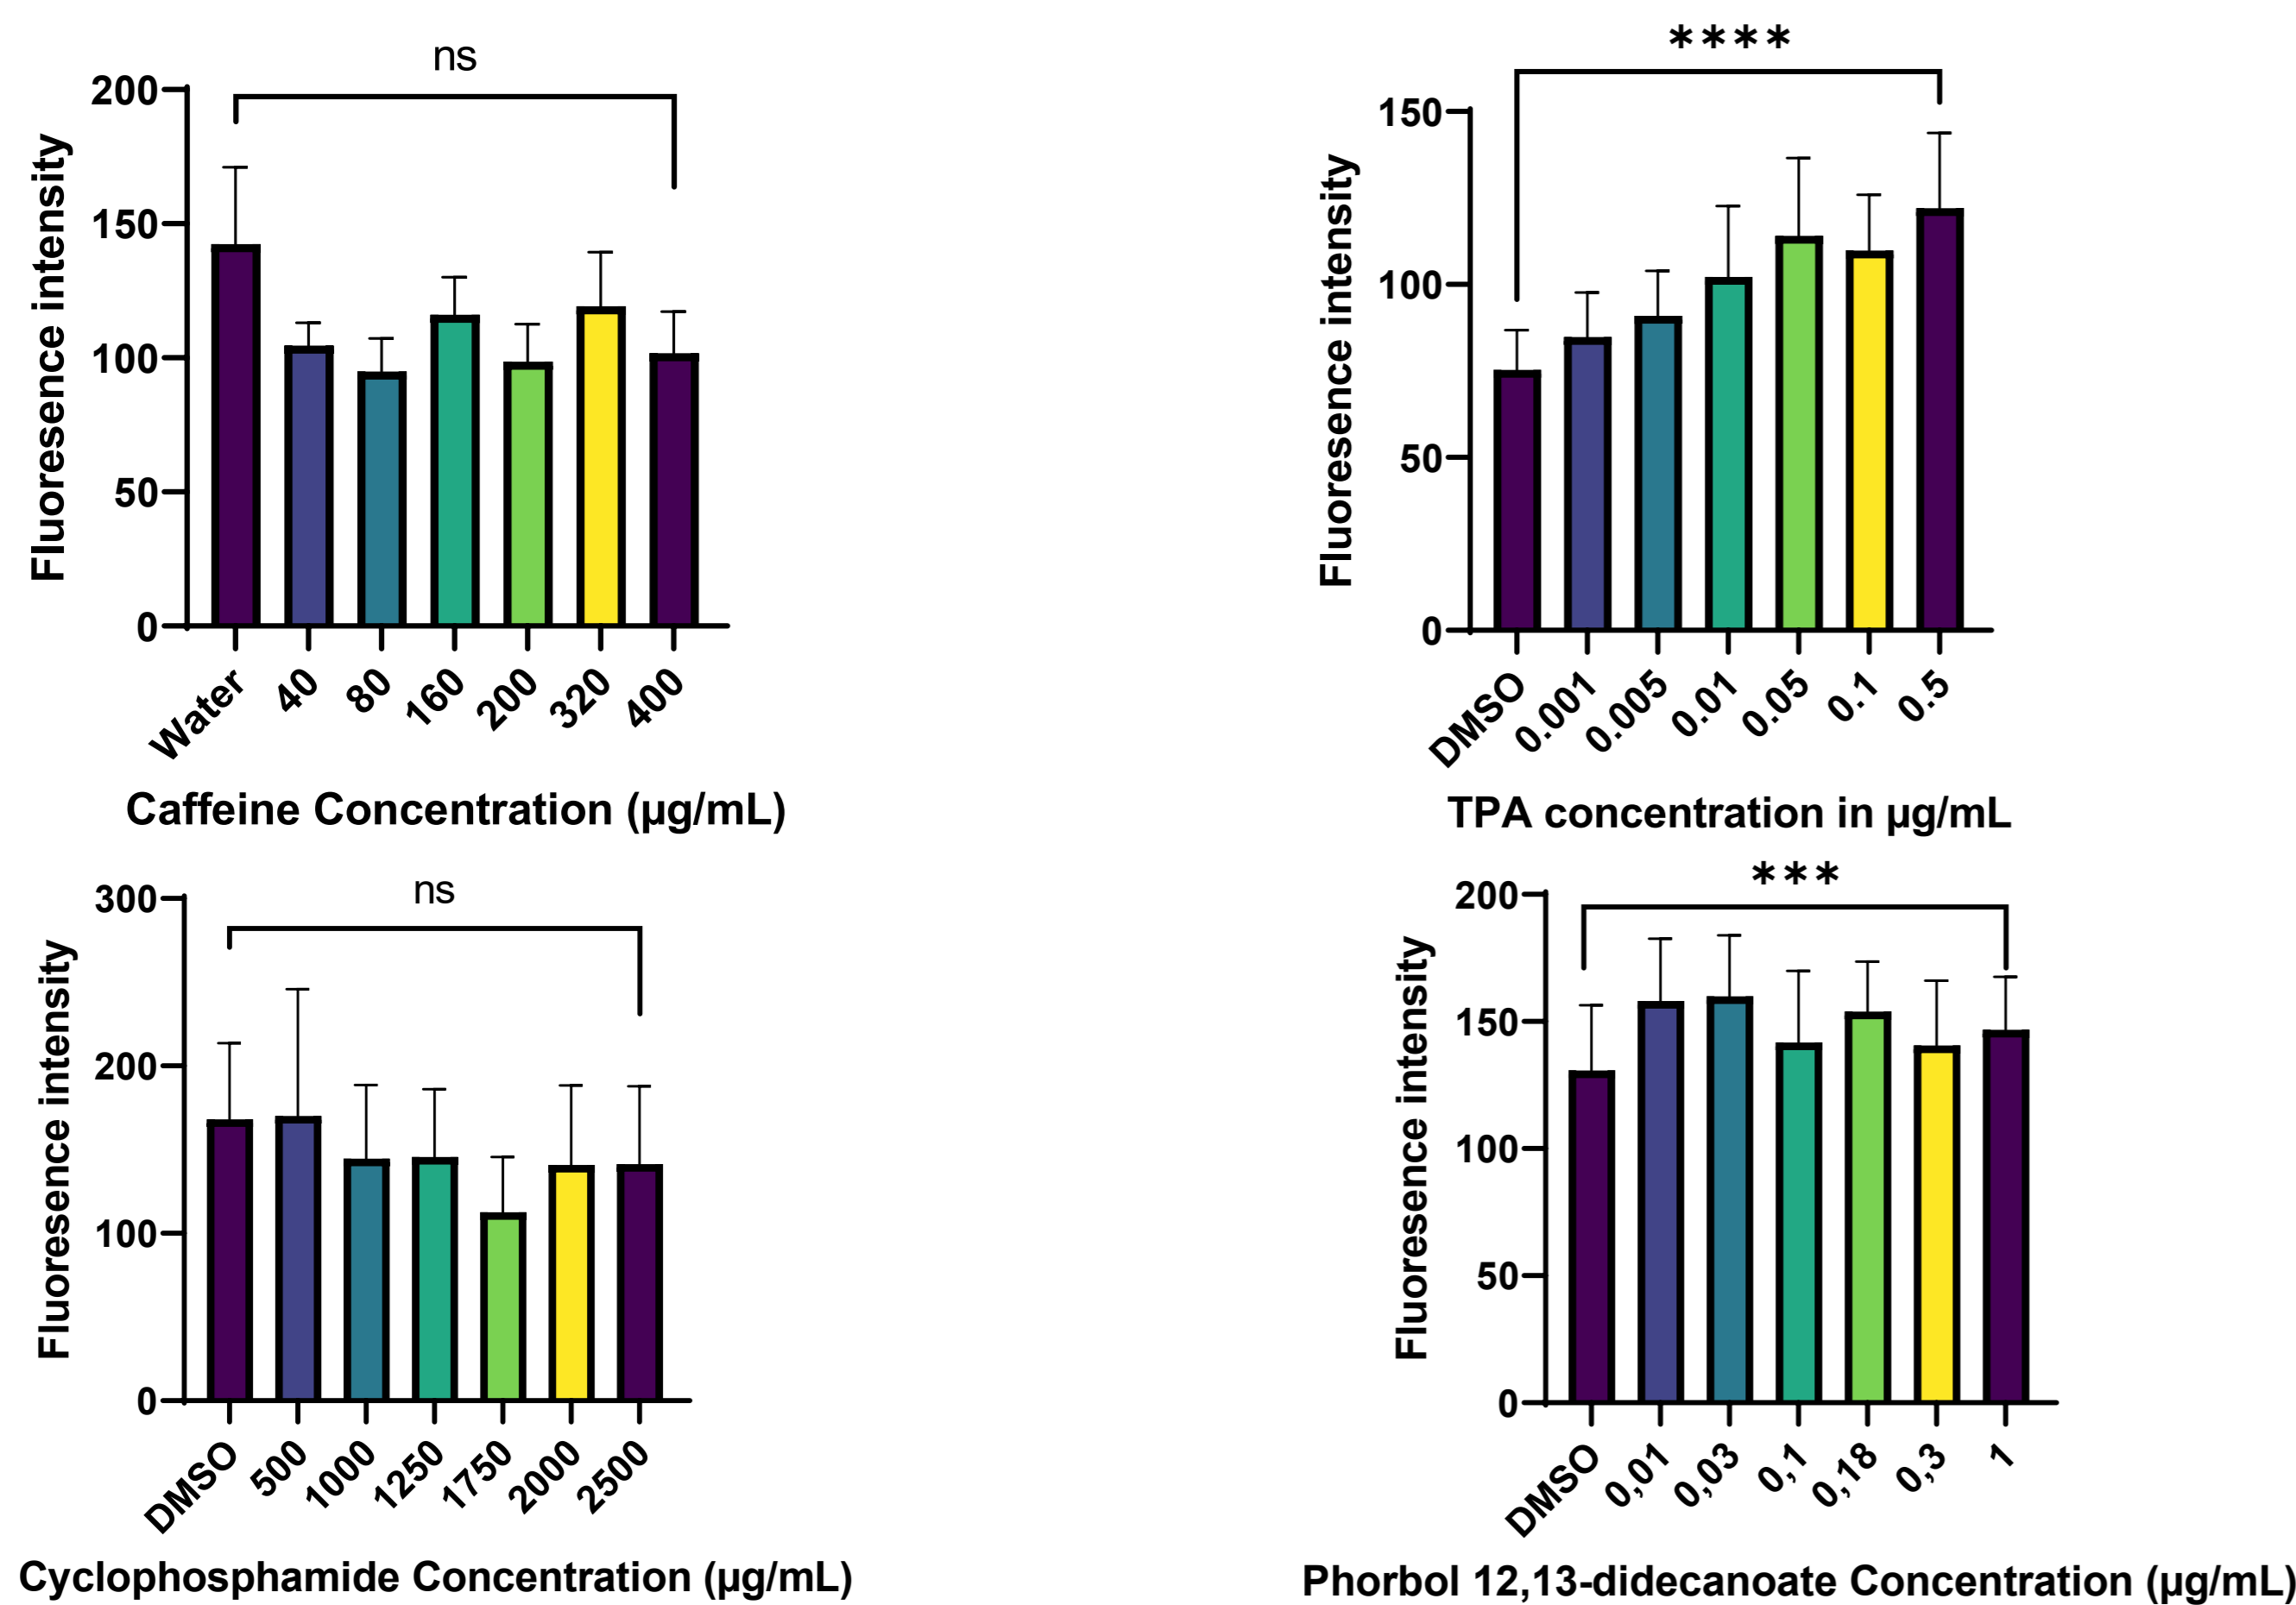 ns
200
150
100
50
0
Fluoresence intensity
Water 40 80 160 200 320 400
Caffeine Concentration (µg/mL)
****
150
100
50
0
Fluoresence intensity
DMSO 0.001 0.005 0.01 0.05 0.1 0.5
TPA concentration in µg/mL
ns
300
200
100
0
Fluoresence intensity
DMSO 500 1000 1250 1750 2000 2500
Cyclophosphamide Concentration (µg/mL)
***
200
150
100
50
0
Fluoresence intensity
DMSO 0,01 0,03 0,1 0,18 0,3 1
Phorbol 12,13-didecanoate Concentration (µg/mL)